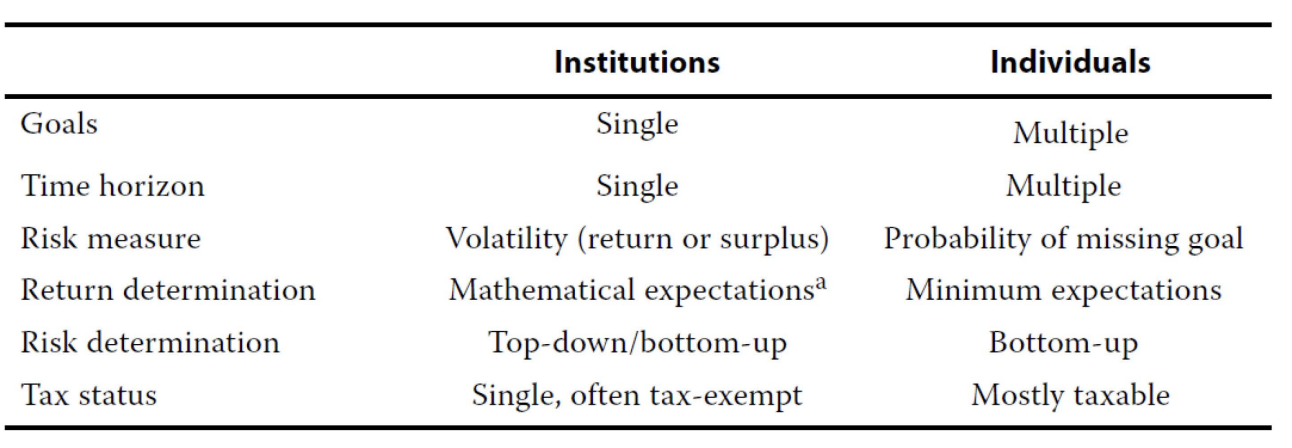 Institutions Individuals
Goals Single Multiple
Time horizon Single Multiple
Risk measure Volatility (return or surplus) Probability of missing goal
Return determination Mathematical expectationsᵃ Minimum expectations
Risk determination Top-down/bottom-up Bottom-up
Tax status Single, often tax-exempt Mostly taxable